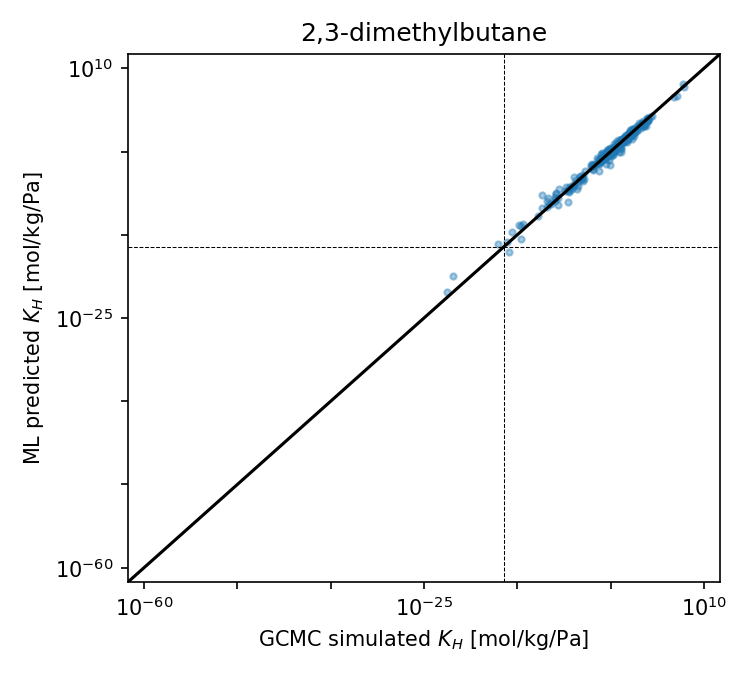 2,3-dimethylbutane
10^10
10^-25
10^-60
ML predicted K_H [mol/kg/Pa]
10^-60 10^-25 10^10
GCMC simulated K_H [mol/kg/Pa]